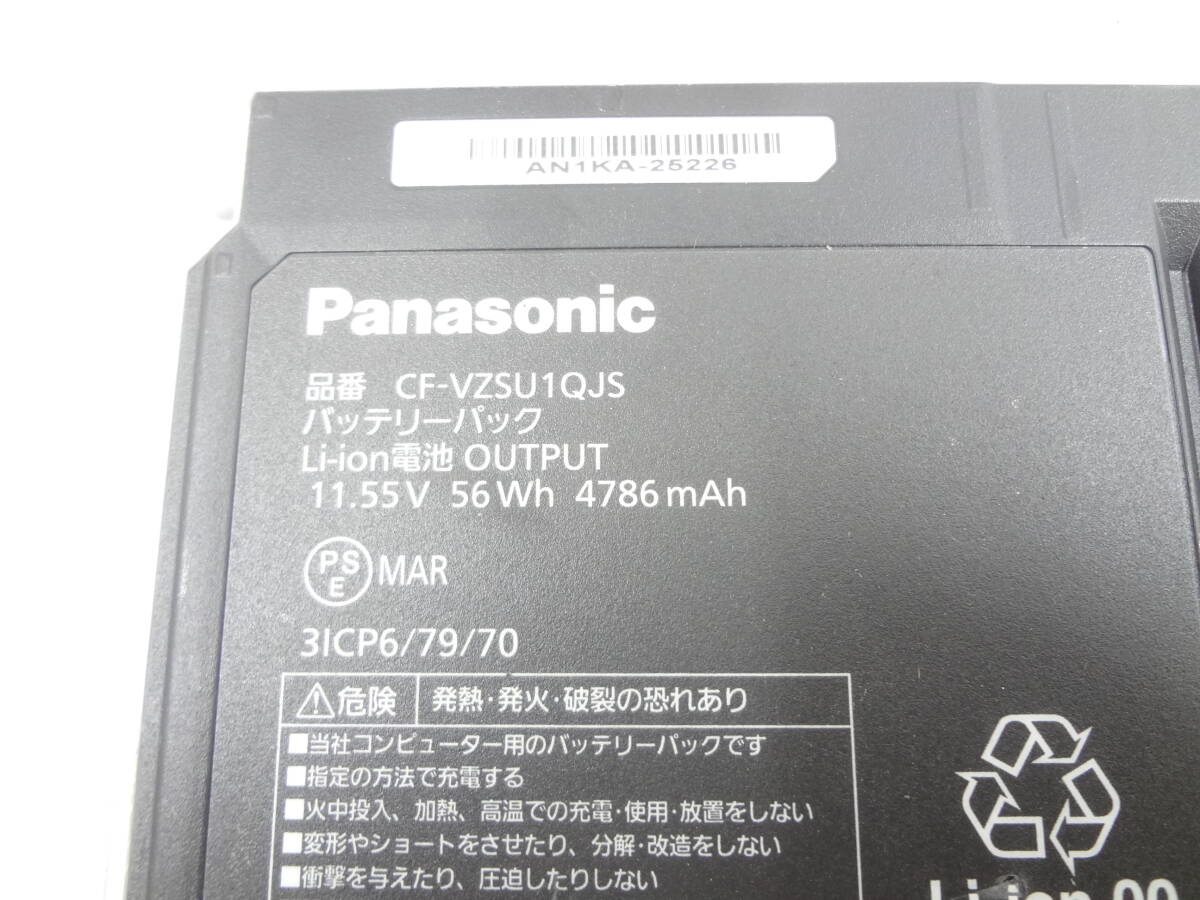 AN1KA-25226
Panasonic
品番 CF-VZSU1QJS
バッテリーパック
Li-ion電池 OUTPUT
11.55V 56Wh 4786mAh
PSE MAR
3ICP6/79/70
危険 発熱・発火・破裂の恐れあり
■当社コンピューター用のバッテリーパックです
■指定の方法で充電する
■火中投入、加熱、高温での充電・使用・放置をしない
■変形やショートをさせたり、分解・改造をしない
■衝撃を与えたり、圧迫したりしない
Li-ion 00